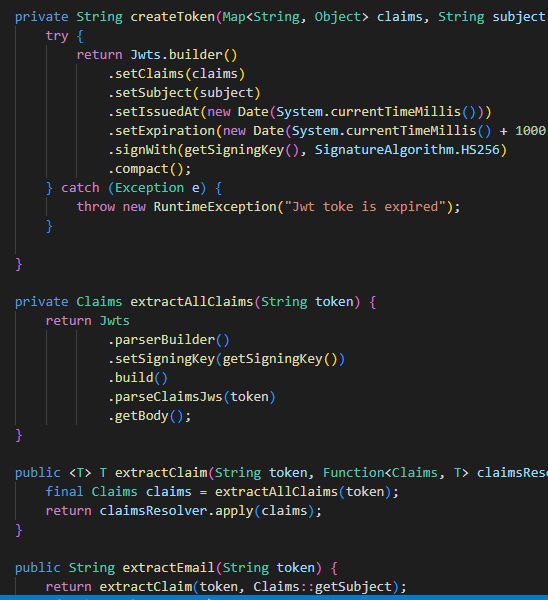 private String createToken(Map<String, Object> claims, String subject
try {
return Jwts.builder()
.setClaims(claims)
.setSubject(subject)
.setIssuedAt(new Date(System.currentTimeMillis()))
.setExpiration(new Date(System.currentTimeMillis() + 1000
.signWith(getSigningKey(), SignatureAlgorithm.HS256)
.compact();
} catch (Exception e) {
throw new RuntimeException("Jwt toke is expired");
}
}
private Claims extractAllClaims(String token) {
return Jwts
.parserBuilder()
.setSigningKey(getSigningKey())
.build()
.parseClaimsJws(token)
.getBody();
}
public <T> T extractClaim(String token, Function<Claims, T> claimsReso
final Claims claims = extractAllClaims(token);
return claimsResolver.apply(claims);
}
public String extractEmail(String token) {
return extractClaim(token, Claims::getSubject);